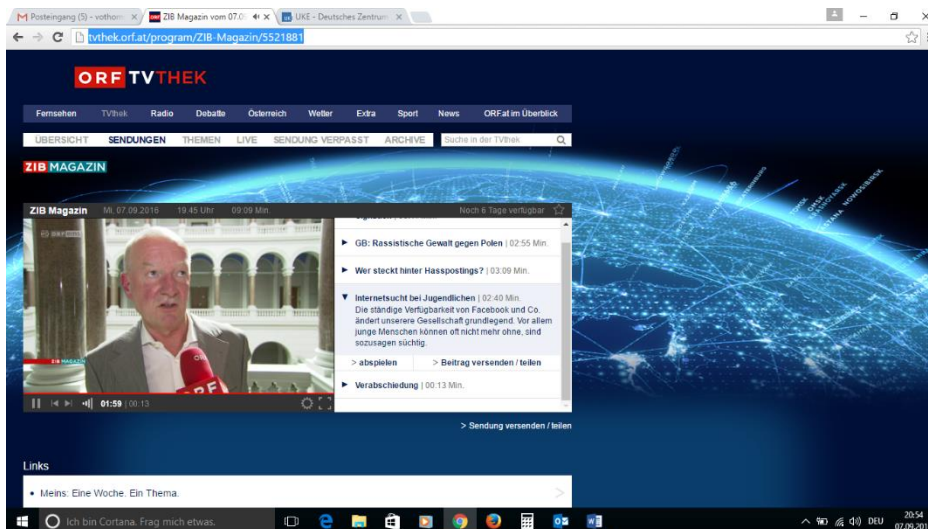 Posteingang (5) - vothorn
ZIB Magazin vom 07.0
UKE - Deutsches Zentrum
tvthek.orf.at/program/ZIB-Magazin/5521881
ORF TVTHEK
Fernsehen TVthek Radio Debatte Österreich Wetter Extra Sport News ORF.at im Überblick
ÜBERSICHT SENDUNGEN THEMEN LIVE SENDUNG VERPASST ARCHIVE Suche in der TVthek
ZIB MAGAZIN
ZIB Magazin Mi, 07.09.2016 19.45 Uhr 09:09 Min. Noch 6 Tage verfügbar
GB: Rassistische Gewalt gegen Polen | 02:55 Min.
Wer steckt hinter Hasspostings? | 03:09 Min.
Internetsucht bei Jugendlichen | 02:40 Min.
Die ständige Verfügbarkeit von Facebook und Co.
ändert unserere Gesellschaft grundlegend. Vor allem
junge Menschen können oft nicht mehr ohne, sind
sozusagen süchtig.
> abspielen > Beitrag versenden / teilen
Verabschiedung | 00:13 Min.
ZIB MAGAZIN
ORF
01:59 | 00:13
> Sendung versenden / teilen
Links
• Meins: Eine Woche. Ein Thema.
Ich bin Cortana. Frag mich etwas.
DEU
20:54
07.09.201